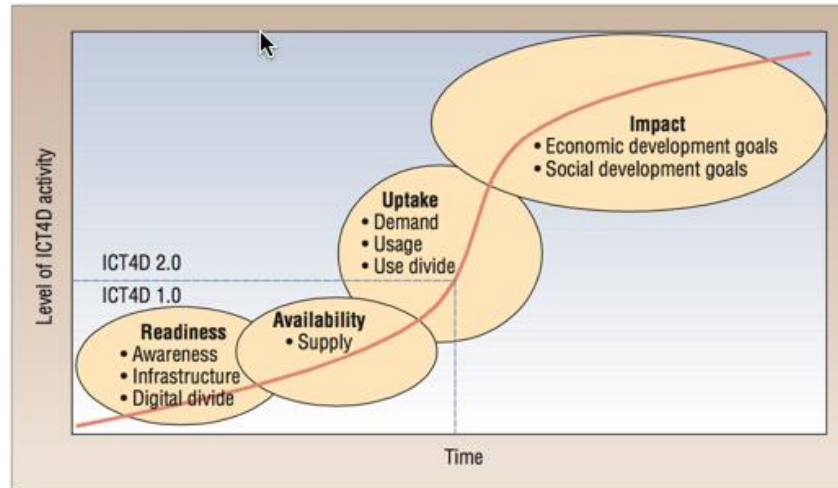 Level of ICT4D activity
ICT4D 2.0
ICT4D 1.0
Readiness
• Awareness
• Infrastructure
• Digital divide
Availability
• Supply
Uptake
• Demand
• Usage
• Use divide
Impact
• Economic development goals
• Social development goals
Time